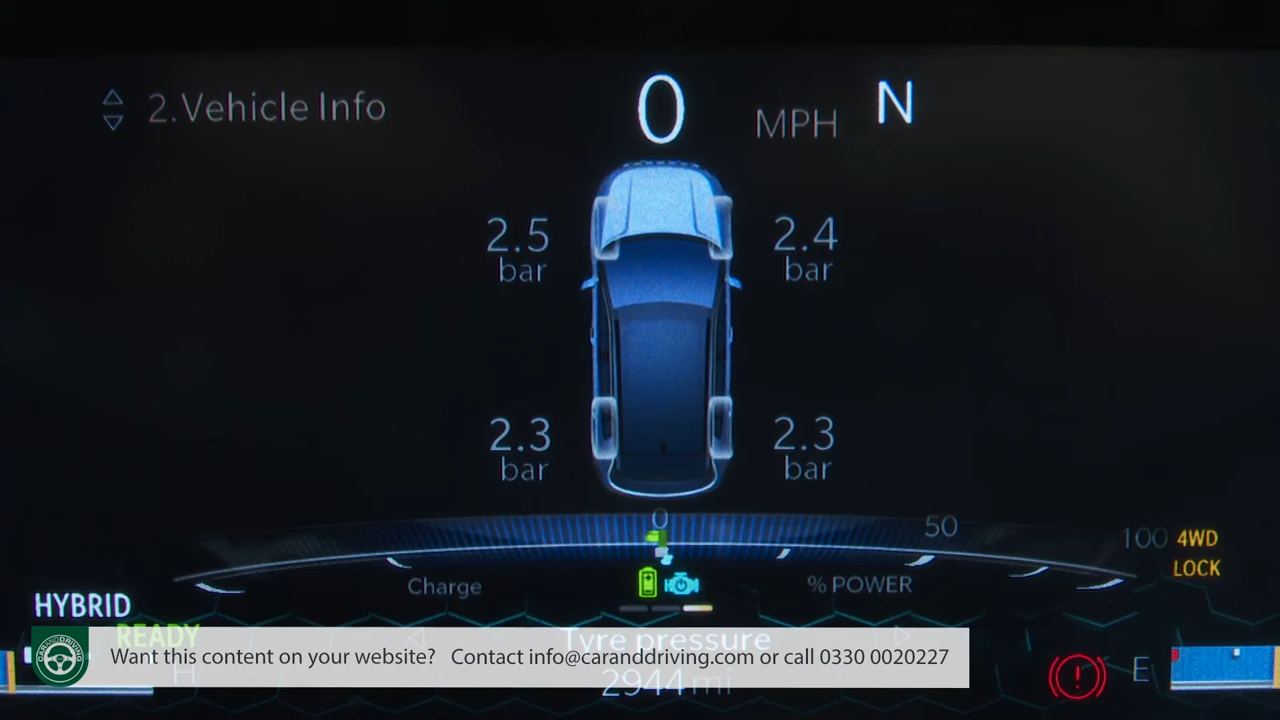 2.Vehicle Info
0 MPH N
2.5 bar
2.4 bar
2.3 bar
2.3 bar
0
50
100
4WD LOCK
Charge
% POWER
HYBRID
READY
Tyre pressure
CARANDDRIVING
Want this content on your website? Contact info@caranddriving.com or call 0330 0020227
H
2944 mi
!
E